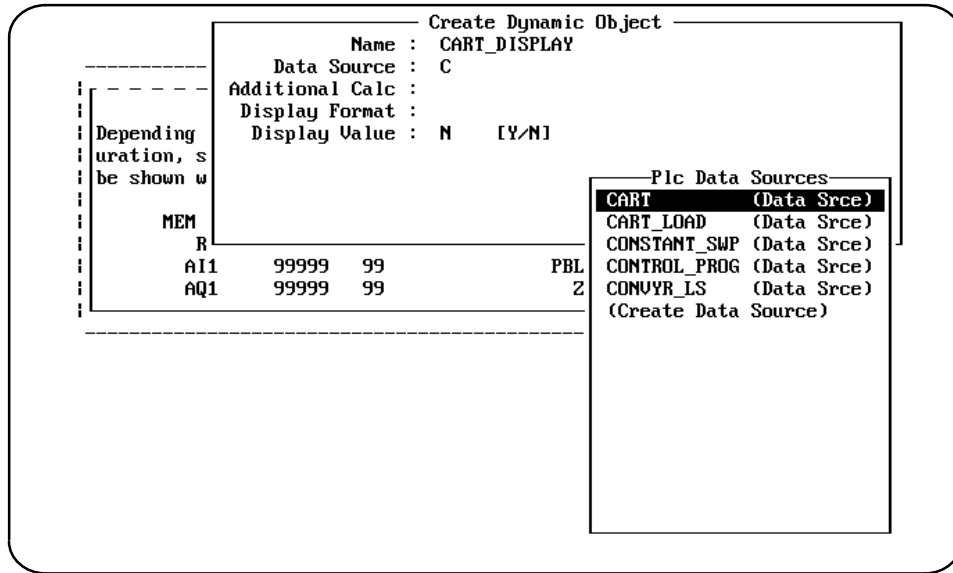 Create Dynamic Object
Name : CART_DISPLAY
Data Source : C
Additional Calc :
Display Format :
Display Value : N [Y/N]
Depending
uration, s
be shown w
MEM
R
AI1 99999 99 PBL
AQ1 99999 99 Z
Plc Data Sources
CART (Data Srce)
CART_LOAD (Data Srce)
CONSTANT_SWP (Data Srce)
CONTROL_PROG (Data Srce)
CONVYR_LS (Data Srce)
(Create Data Source)